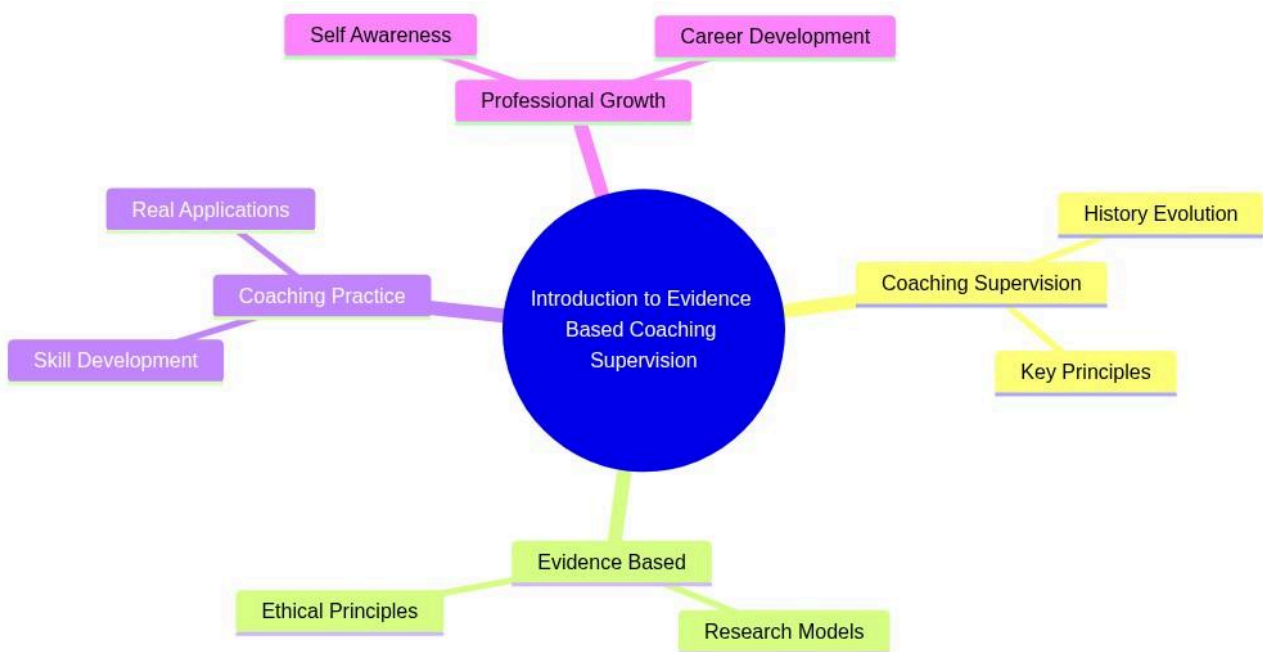 Self Awareness
Career Development
Professional Growth
Real Applications
History Evolution
Coaching Practice
Coaching Supervision
Introduction to Evidence
Based Coaching
Supervision
Skill Development
Key Principles
Evidence Based
Ethical Principles
Research Models